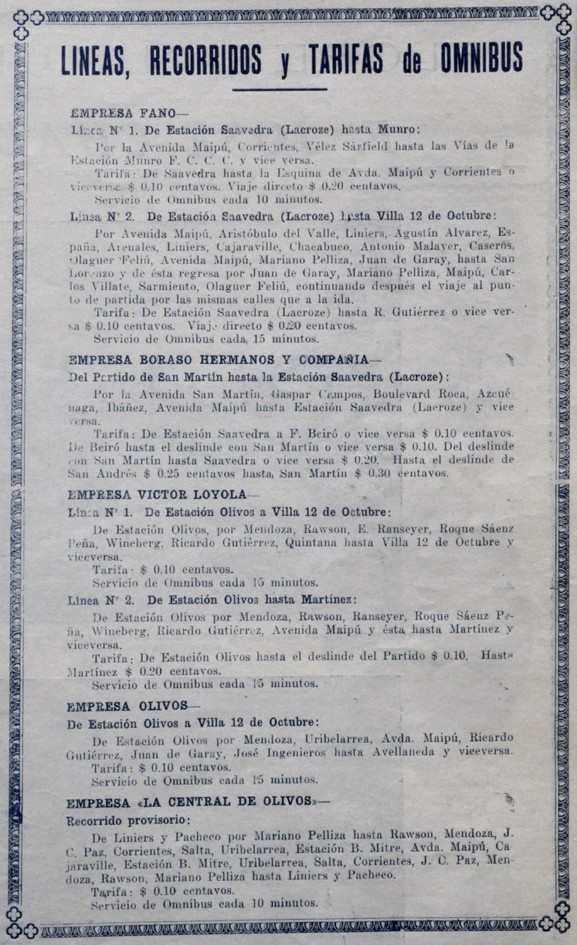 LINEAS, RECORRIDOS y TARIFAS de OMNIBUS
EMPRESA FANO—
Línea Nº 1. De Estación Saavedra (Lacroze) hasta Munro:
Por la Avenida Maipú, Corrientes, Vélez Sárfield hasta las Vías de la
Estación Munro F. C. C. C. y vice versa.
Tarifa: De Saavedra hasta la Esquina de Avda. Maipú y Corrientes o
viceversa $ 0.10 centavos. Viaje directo $ 0.20 centavos.
Servicio de Omnibus cada 10 minutos.
Línea Nº 2. De Estación Saavedra (Lacroze) hasta Villa 12 de Octubre:
Por Avenida Maipú, Aristóbulo del Valle, Liniers, Agustín Alvarez, Es-
paña, Arenales, Liniers, Cajaraville, Chacabuco, Antonio Malaver, Caseros,
Olaguer Feliú, Avenida Maipú, Mariano Pelliza, Juan de Garay, hasta San
Lorenzo y de ésta regresa por Juan de Garay, Mariano Pelliza, Maipú, Car-
los Villate, Sarmiento, Olaguer Feliú, continuando después el viaje al pun-
to de partida por las mismas calles que a la ida.
Tarifa: De Estación Saavedra (Lacroze) hasta R. Gutiérrez o vice ver-
sa $ 0.10 centavos. Viaje directo $ 0.20 centavos.
Servicio de Omnibus cada 15 minutos.
EMPRESA BORASO HERMANOS Y COMPAÑIA—
Del Partido de San Martín hasta la Estación Saavedra (Lacroze):
Por la Avenida San Martín, Gaspar Campos, Boulevard Roca, Azcué
naga, Ibáñez, Avenida Maipú hasta Estación Saavedra (Lacroze) y vice
versa.
Tarifa: De Estación Saavedra a F. Beiró o vice versa $ 0.10 centavos.
De Beiró hasta el deslinde con San Martín o vice versa $ 0.10. Del deslinde
con San Martín hasta Saavedra o vice versa $ 0.20. Hasta el deslinde de
San Andrés $ 0.25 centavos hasta, San Martín $ 0.30 centavos.
EMPRESA VICTOR LOYOLA—
Línea Nº 1. De Estación Olivos a Villa 12 de Octubre:
De Estación Olivos, por Mendoza, Rawson, E. Ranseyer, Roque Sáenz
Peña, Wineberg, Ricardo Gutiérrez, Quintana hasta Villa 12 de Octubre y
viceversa.
Tarifa: $ 0.10 centavos.
Servicio de Omnibus cada 15 minutos.
Línea Nº 2. De Estación Olivos hasta Martínez:
De Estación Olivos por Mendoza, Rawson, Ranseyer, Roque Sáenz Pe-
ña, Wineberg, Ricardo Gutiérrez, Avenida Maipú y ésta hasta Martínez y
viceversa.
Tarifa: De Estación Olivos hasta el deslinde del Partido $ 0.10. Hasta
Martínez $ 0.20 centavos.
Servicio de Omnibus cada 15 minutos.
EMPRESA OLIVOS—
De Estación Olivos a Villa 12 de Octubre:
De Estación Olivos por Mendoza, Uribelarrea, Avda. Maipú, Ricardo
Gutiérrez, Juan de Garay, José Ingenieros hasta Avellaneda y viceversa.
Tarifa: $ 0.10 centavos.
Servicio de Omnibus cada 15 minutos.
EMPRESA «LA CENTRAL DE OLIVOS»—
Recorrido provisorio:
De Liniers y Pacheco por Mariano Pelliza hasta Rawson, Mendoza, J.
C. Paz, Corrientes, Salta, Uribelarrea, Estación B. Mitre, Avda. Maipú, Ca
jaraville, Estación B. Mitre, Uribelarrea, Salta, Corrientes, J. C. Paz, Men-
doza, Rawson, Mariano Pelliza hasta Liniers y Pacheco.
Tarifa: $ 0.10 centavos.
Servicio de Omnibus cada 10 minutos.